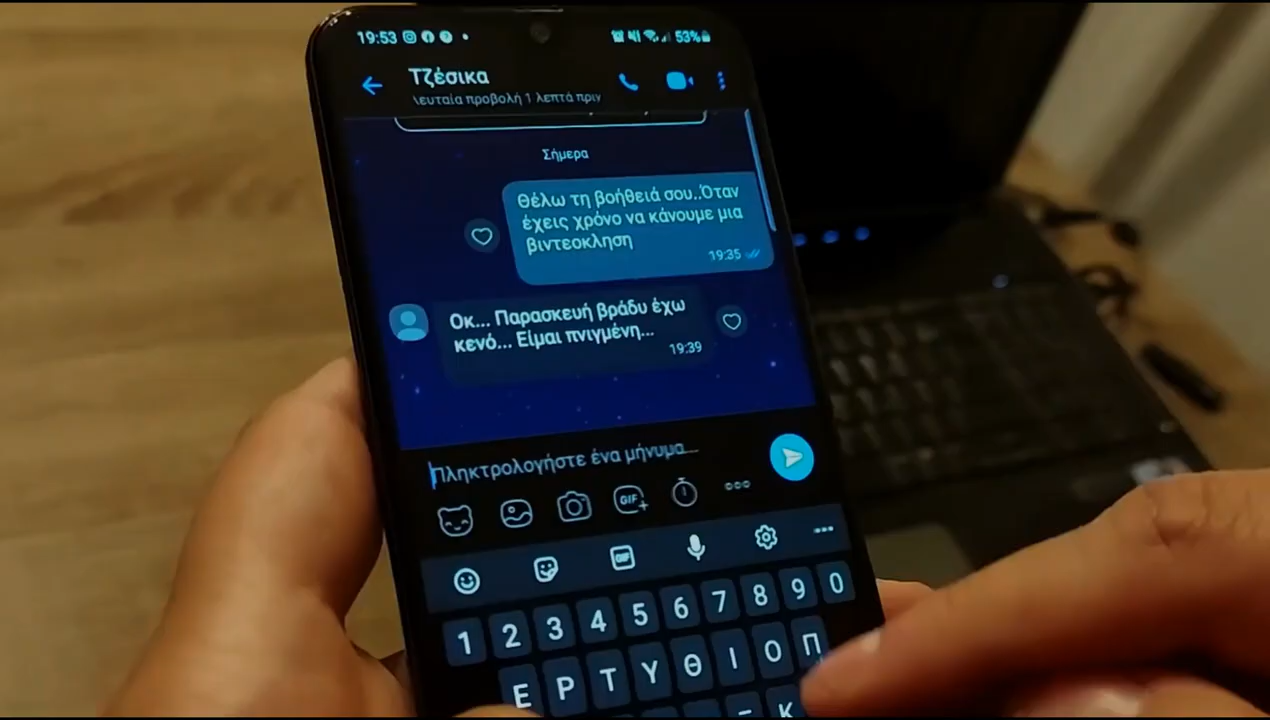 19:53
53%
Τζέσικα
λευταία προβολή 1 λεπτά πριν
Σήμερα
Θέλω τη βοήθειά σου..Όταν
έχεις χρόνο να κάνουμε μια
βιντεοκληση
19:35
Οκ... Παρασκευή βράδυ έχω
κενό... Είμαι πνιγμένη...
19:39
Πληκτρολογήστε ένα μήνυμα...
GIF+
GIF
1 2 3 4 5 6 7 8 9 0
Ε Ρ Τ Υ Θ Ι Ο Π
Κ